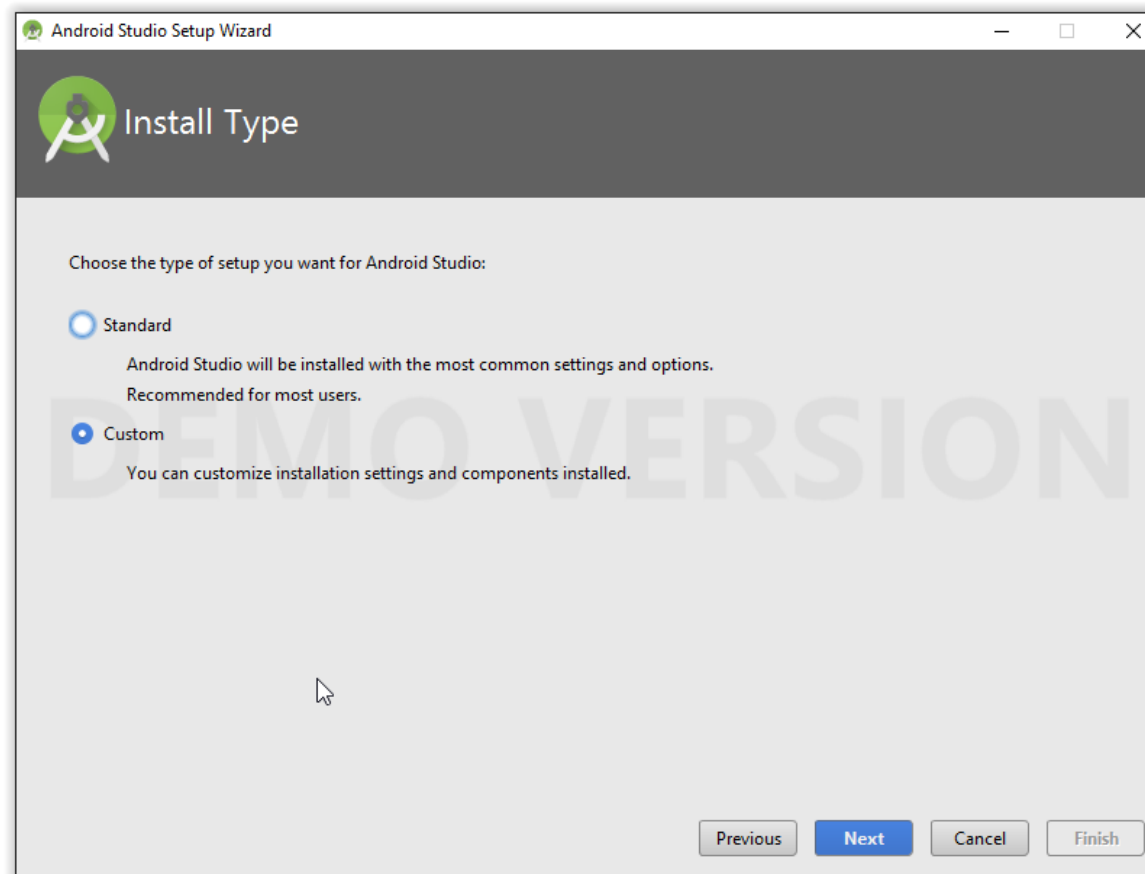 Android Studio Setup Wizard
Install Type
Choose the type of setup you want for Android Studio:
Standard
Android Studio will be installed with the most common settings and options.
Recommended for most users.
DEMO VERSION
Custom
You can customize installation settings and components installed.
Previous Next Cancel Finish